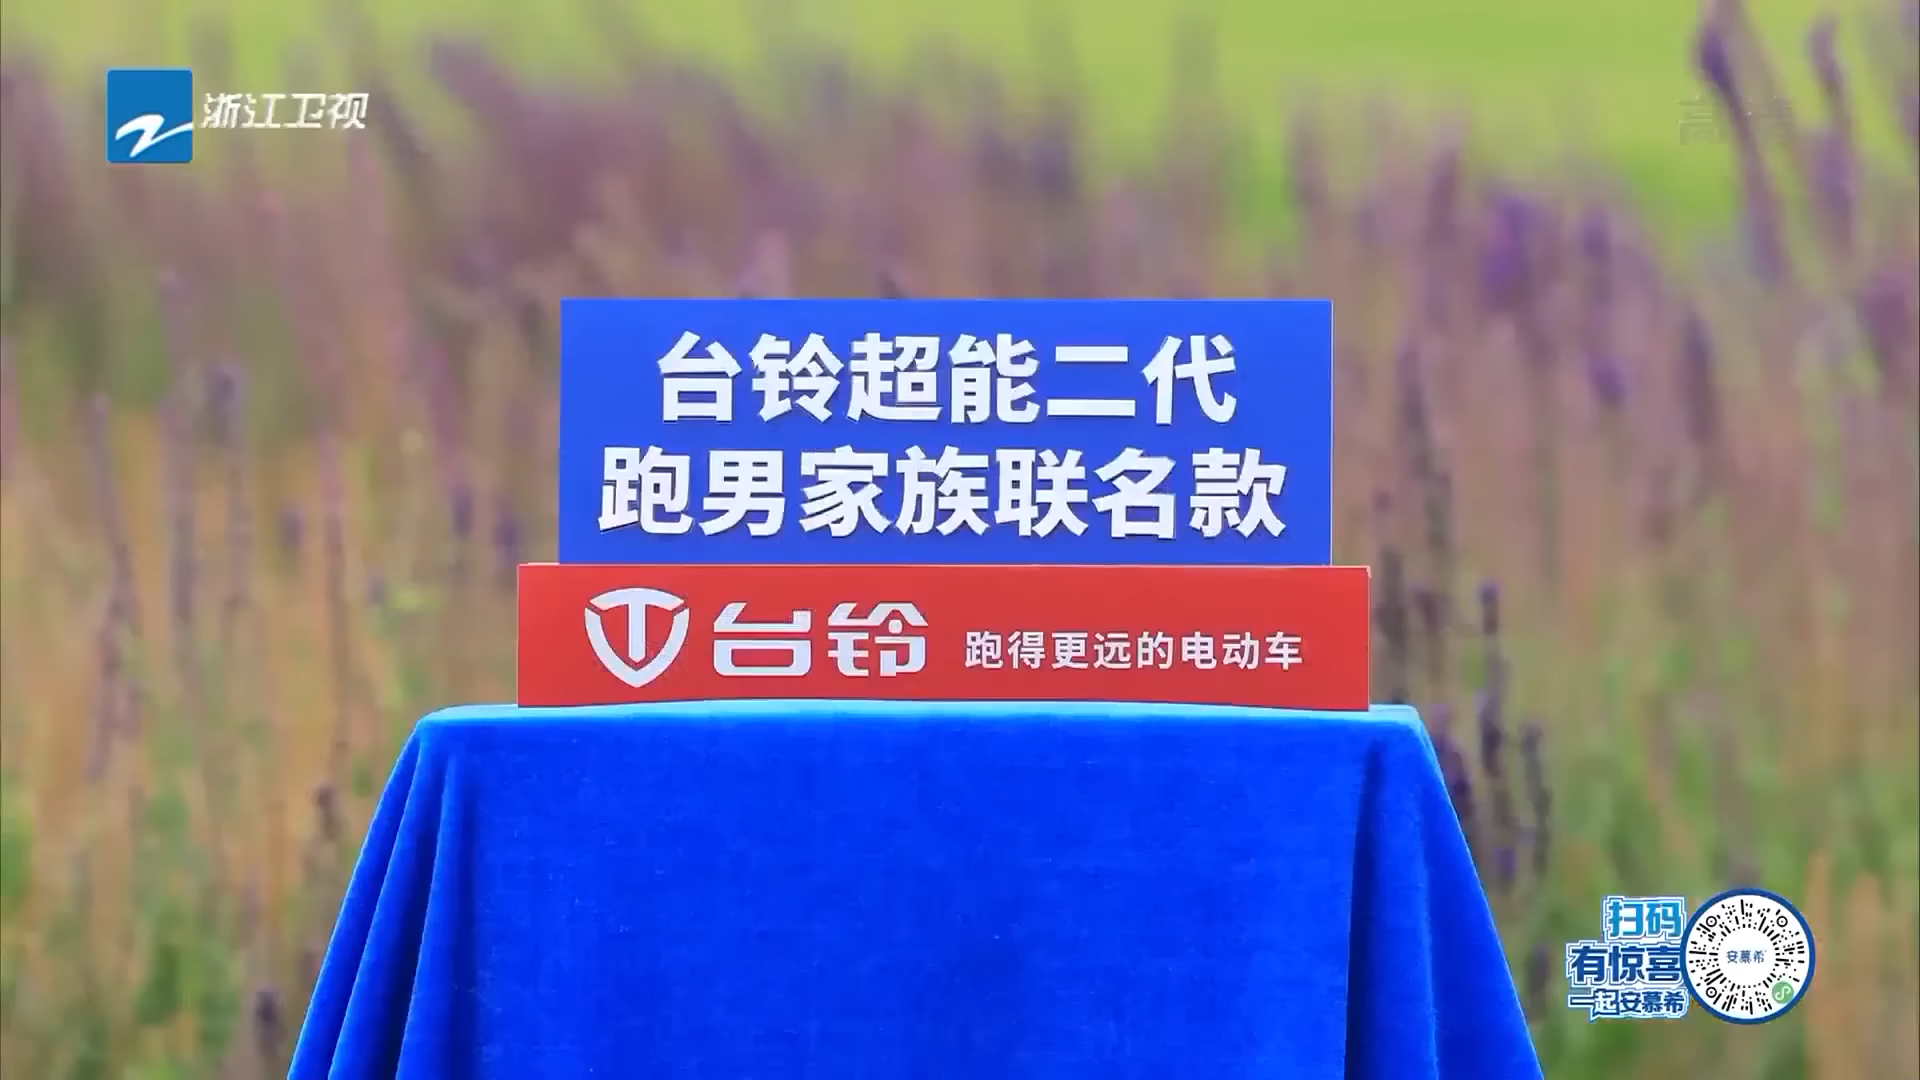 浙江卫视
高清
台铃超能二代
跑男家族联名款
台铃 跑得更远的电动车
扫码
有惊喜
一起安慕希
安慕希